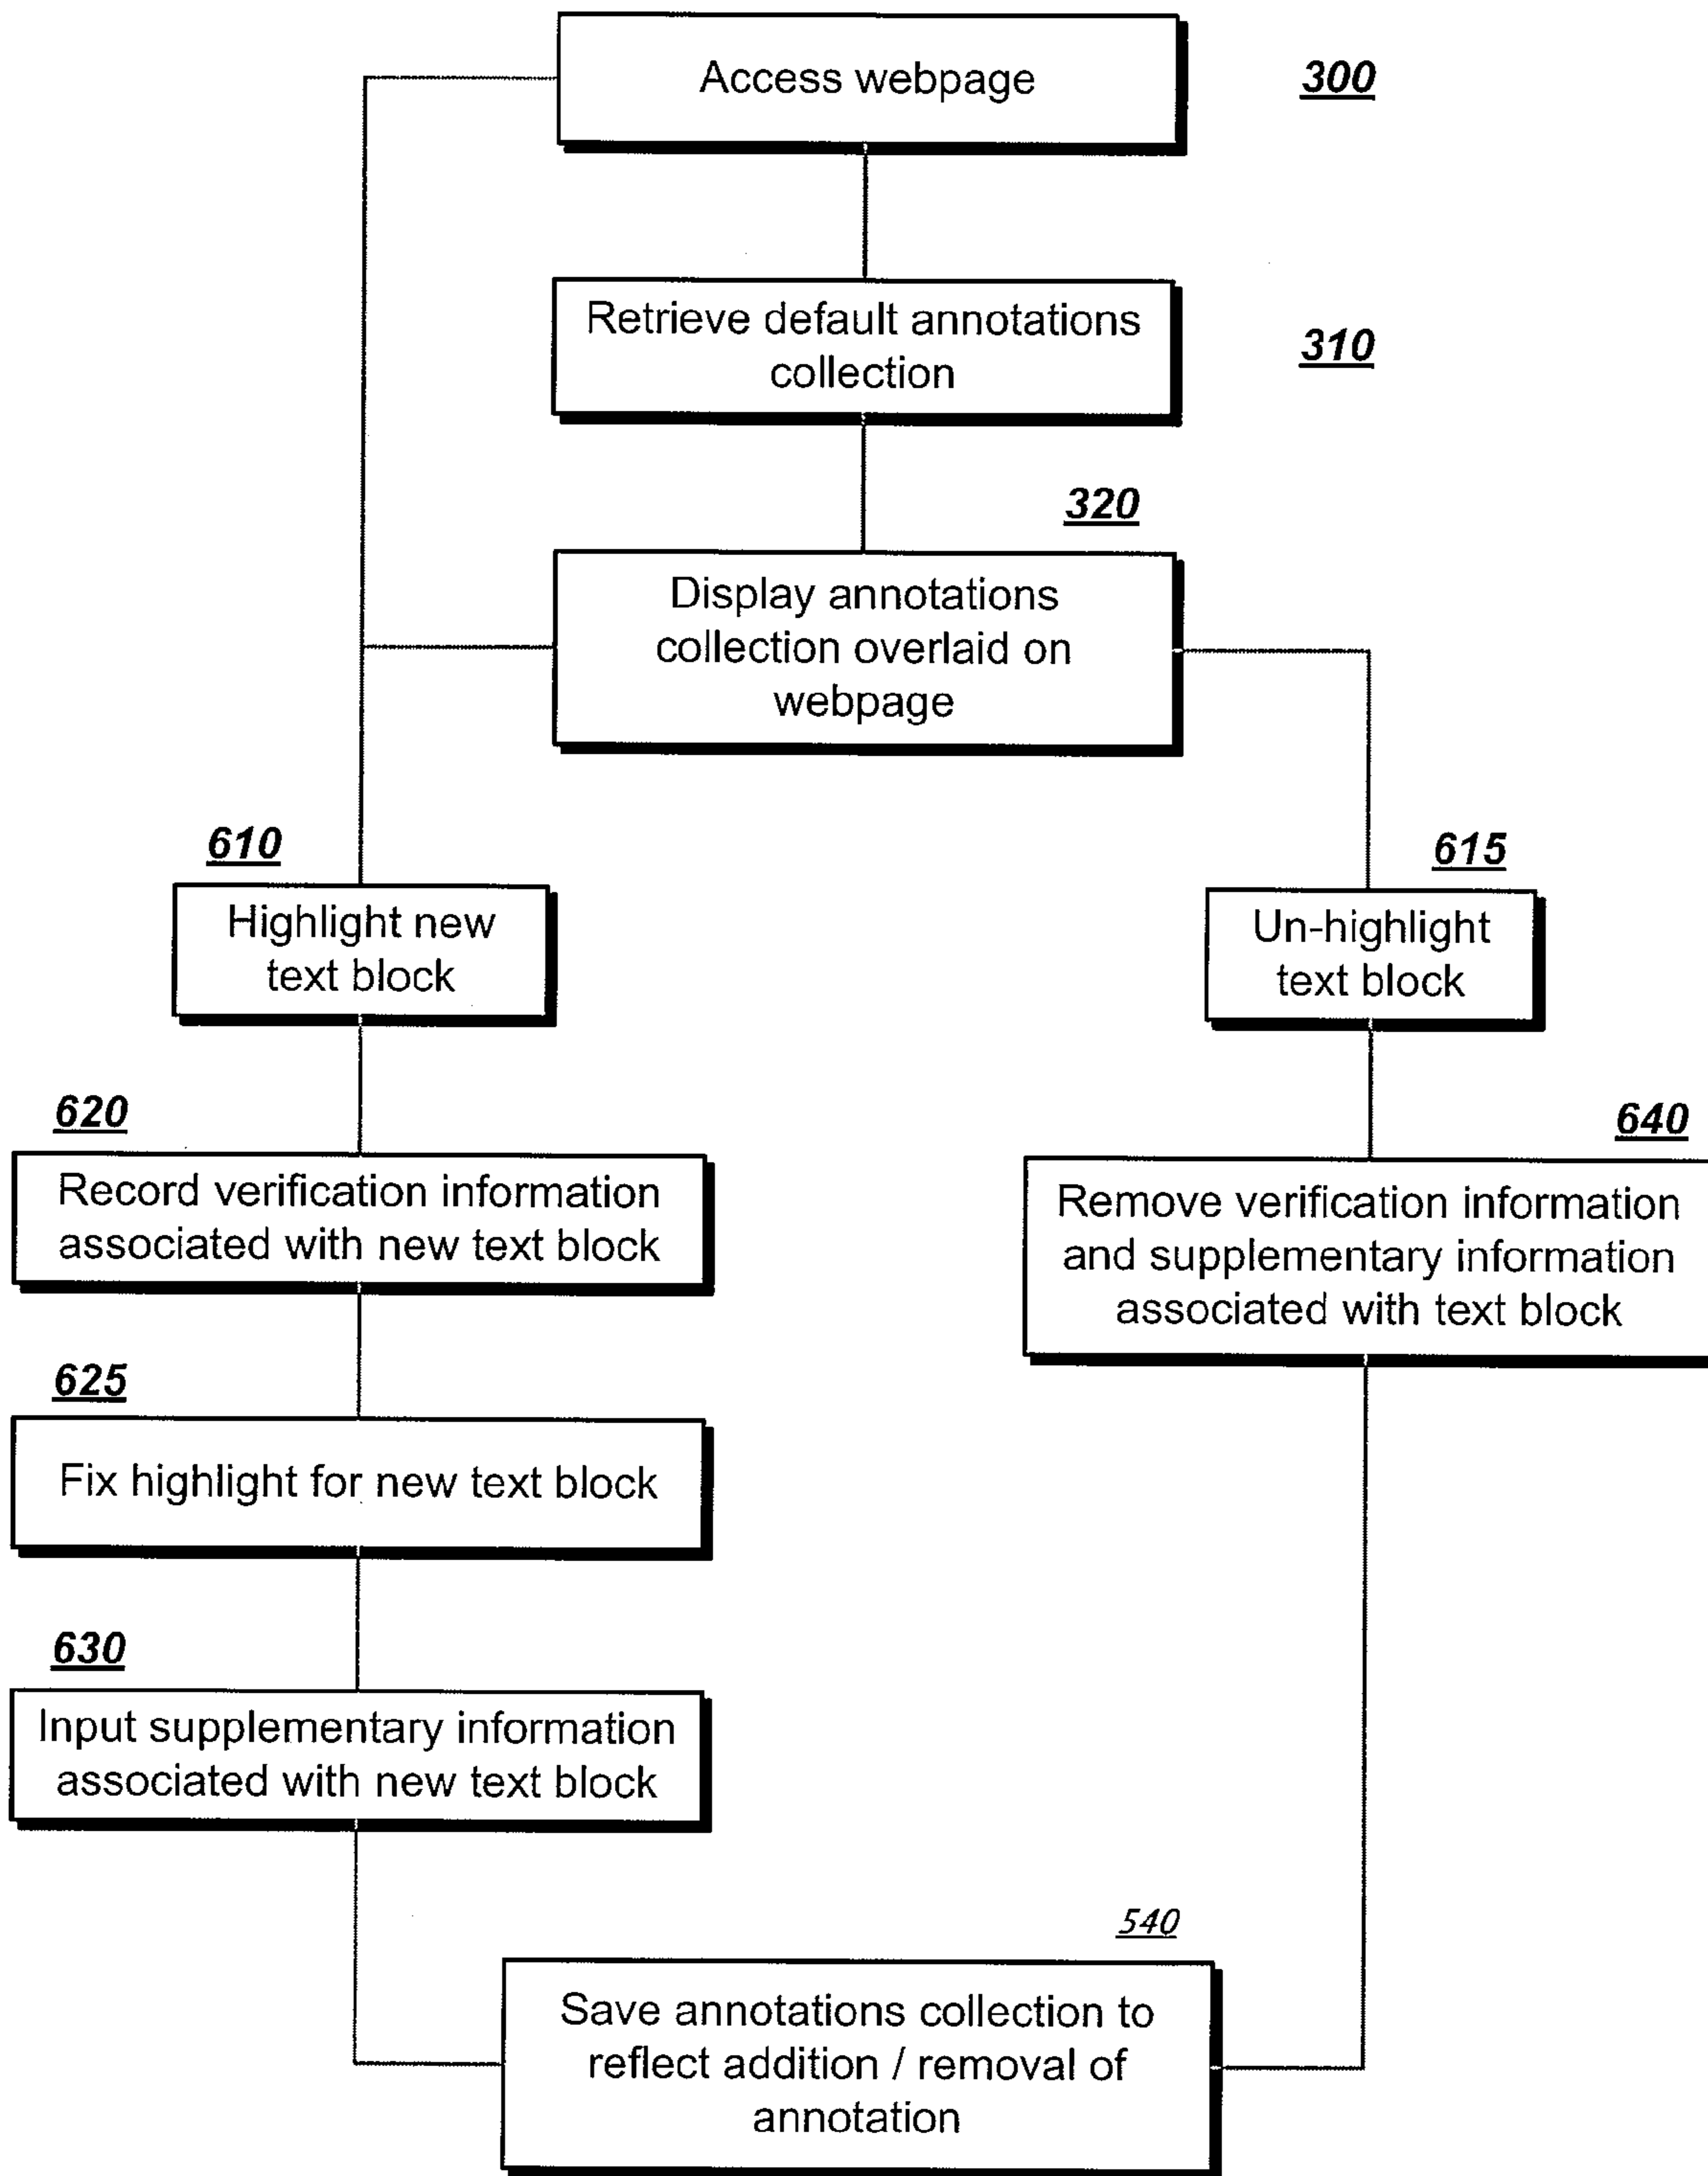 Access webpage
300
Retrieve default annotations
collection
310
320
Display annotations
collection overlaid on
webpage
610
Highlight new
text block
615
Un-highlight
text block
620
Record verification information
associated with new text block
640
Remove verification information
and supplementary information
associated with text block
625
Fix highlight for new text block
630
Input supplementary information
associated with new text block
540
Save annotations collection to
reflect addition / removal of
annotation